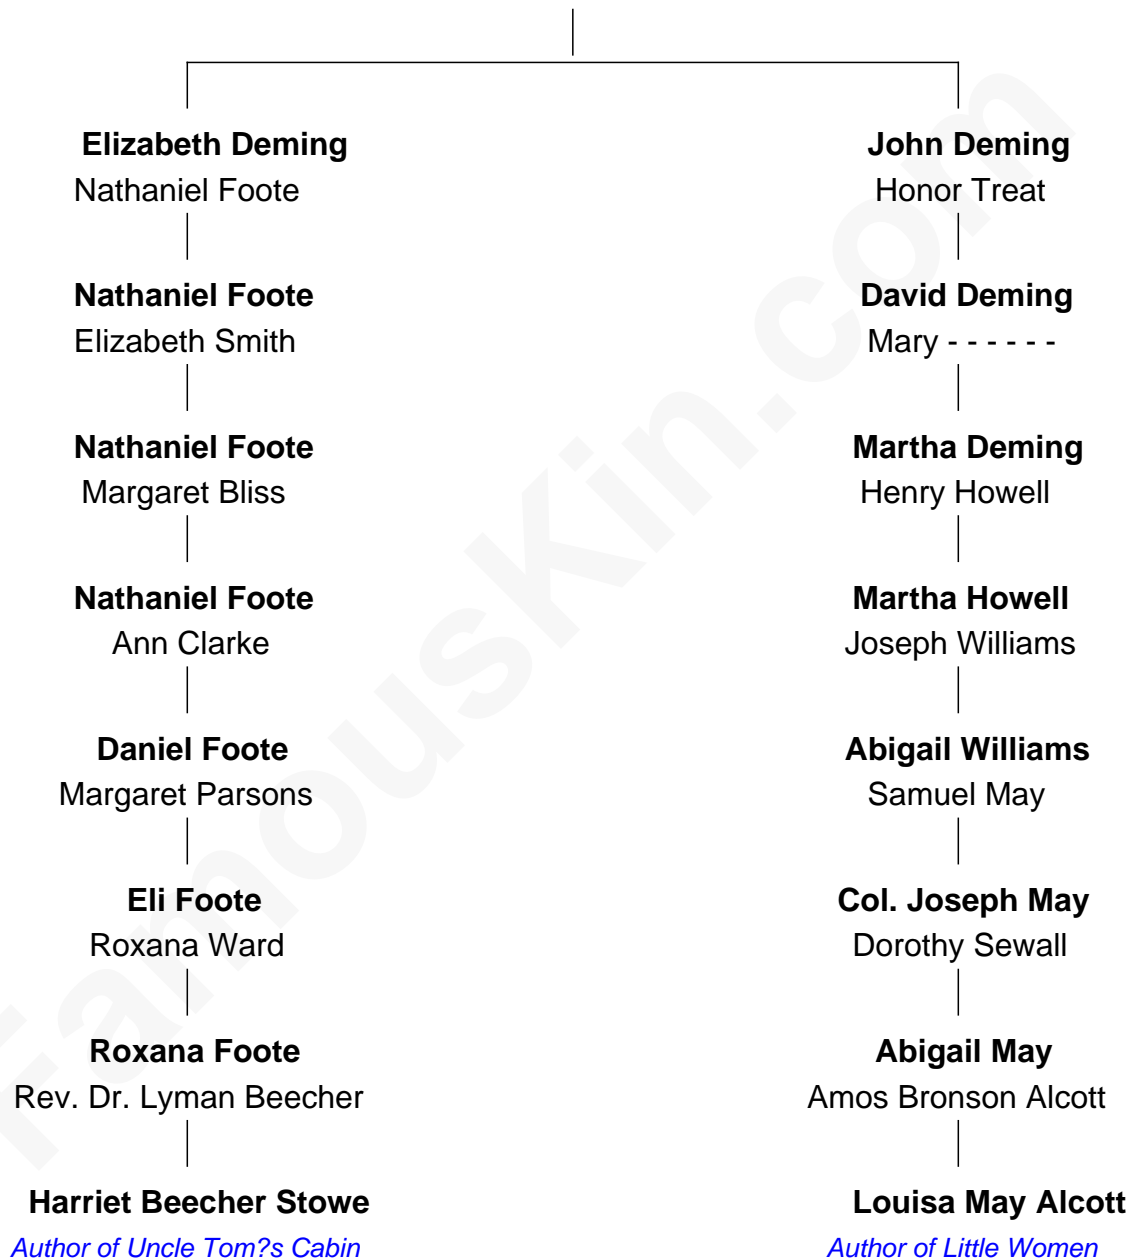 Elizabeth Deming
Nathaniel Foote
Nathaniel Foote
Elizabeth Smith
Nathaniel Foote
Margaret Bliss
Nathaniel Foote
Ann Clarke
Daniel Foote
Margaret Parsons
Eli Foote
Roxana Ward
Roxana Foote
Rev. Dr. Lyman Beecher
Harriet Beecher Stowe
Author of Uncle Tom?s Cabin
John Deming
Honor Treat
David Deming
Mary - - - - - -
Martha Deming
Henry Howell
Martha Howell
Joseph Williams
Abigail Williams
Samuel May
Col. Joseph May
Dorothy Sewall
Abigail May
Amos Bronson Alcott
Louisa May Alcott
Author of Little Women
FamousKin.com